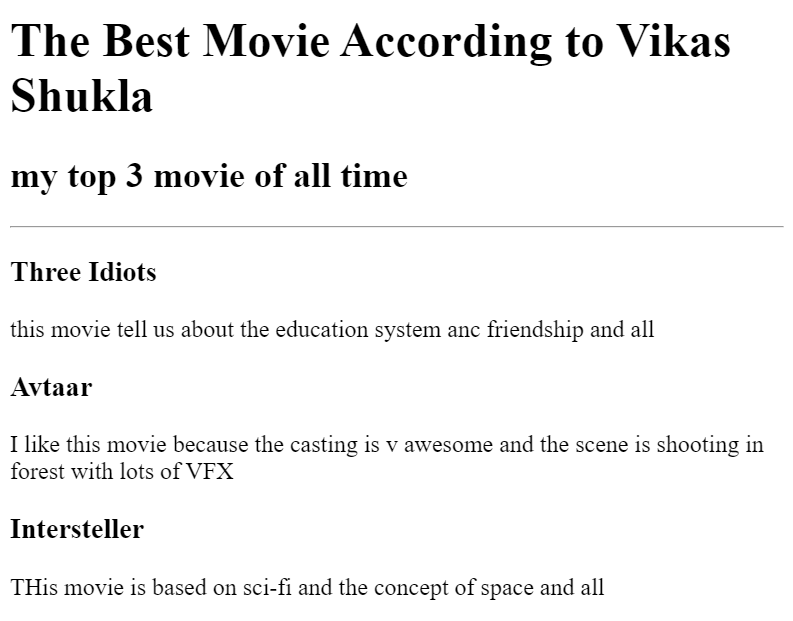 The Best Movie According to Vikas
Shukla
my top 3 movie of all time
Three Idiots
this movie tell us about the education system anc friendship and all
Avtaar
I like this movie because the casting is v awesome and the scene is shooting in
forest with lots of VFX
Intersteller
THis movie is based on sci-fi and the concept of space and all